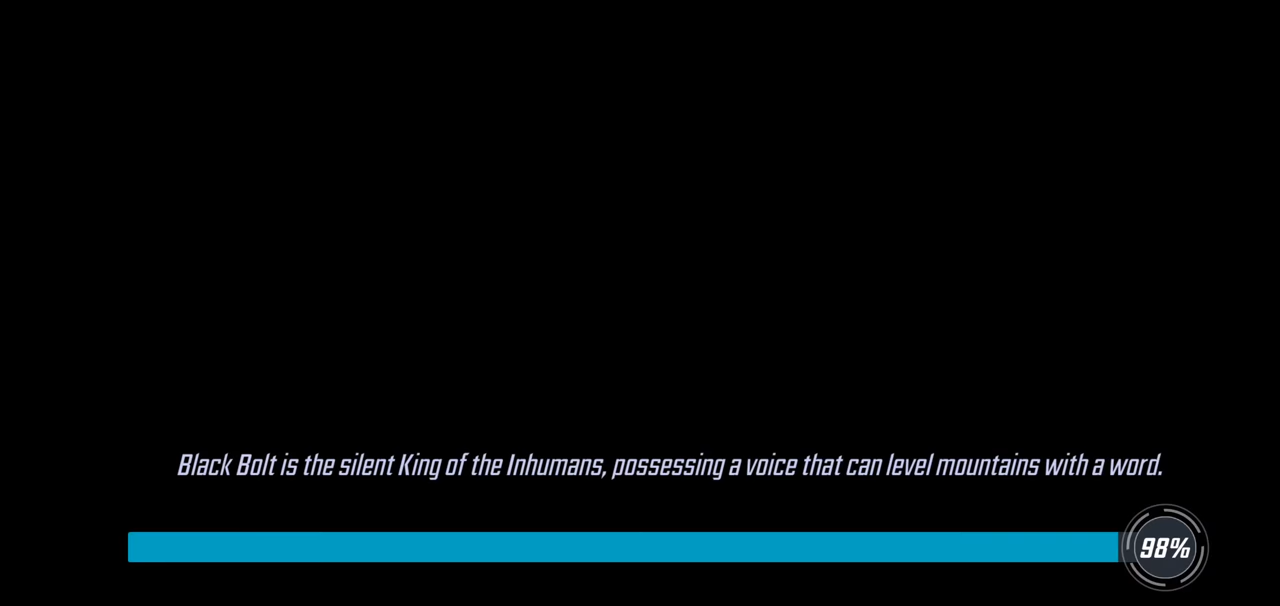 Black Bolt is the silent King of the Inhumans, possessing a voice that can level mountains with a word.
98%